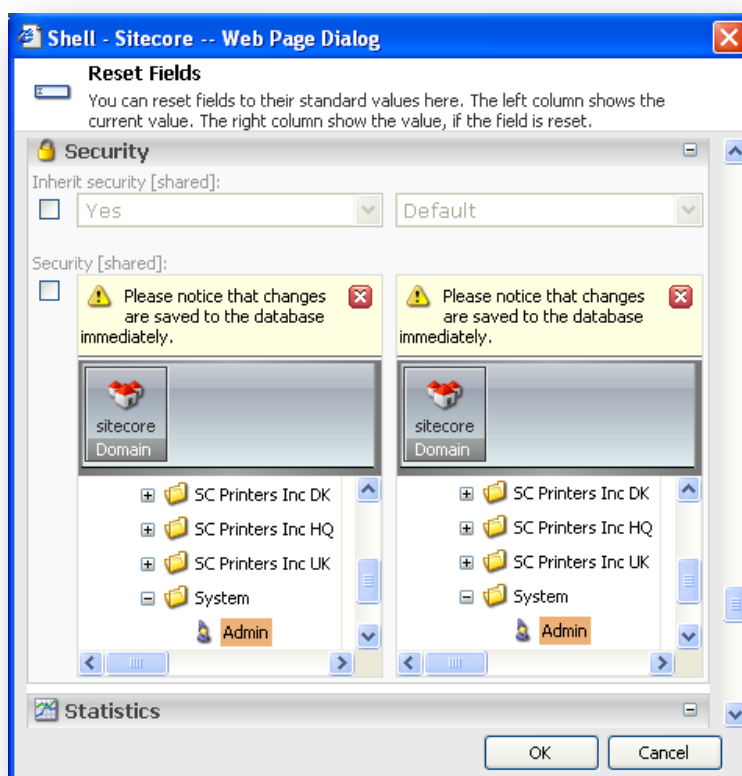 Shell - Sitecore -- Web Page Dialog
Reset Fields
You can reset fields to their standard values here. The left column shows the
current value. The right column show the value, if the field is reset.
Security
Inherit security [shared]:
Yes Default
Security [shared]:
Please notice that changes
are saved to the database
immediately.
Please notice that changes
are saved to the database
immediately.
sitecore
Domain
sitecore
Domain
SC Printers Inc DK
SC Printers Inc HQ
SC Printers Inc UK
System
Admin
SC Printers Inc DK
SC Printers Inc HQ
SC Printers Inc UK
System
Admin
Statistics
OK Cancel